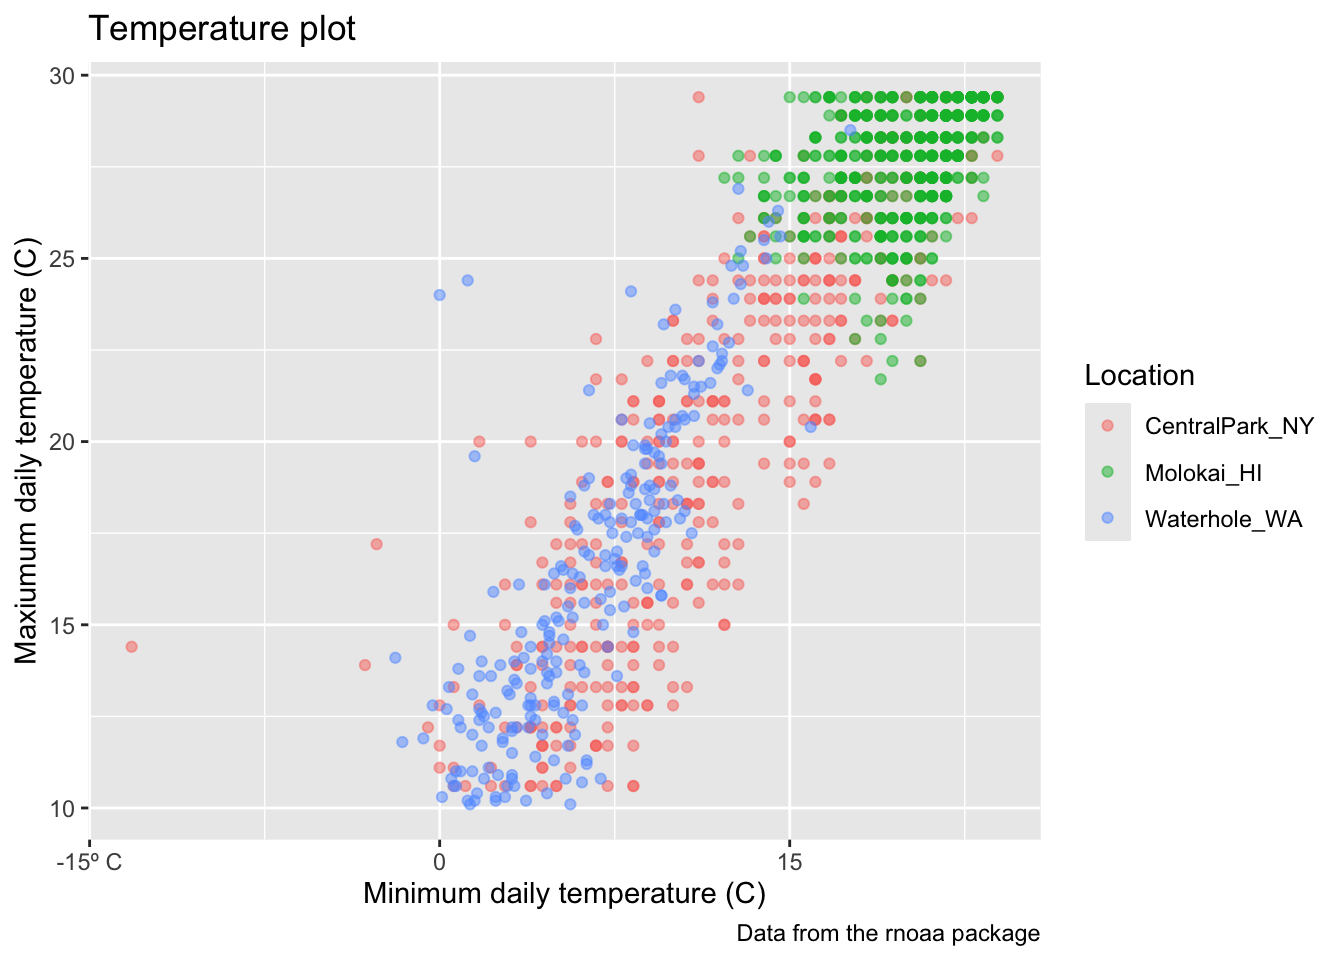 Temperature plot
30
25
20
15
10
Maxiumum daily temperature (C)
-15º C
0
15
Minimum daily temperature (C)
Data from the rnoaa package
Location
CentralPark_NY
Molokai_HI
Waterhole_WA